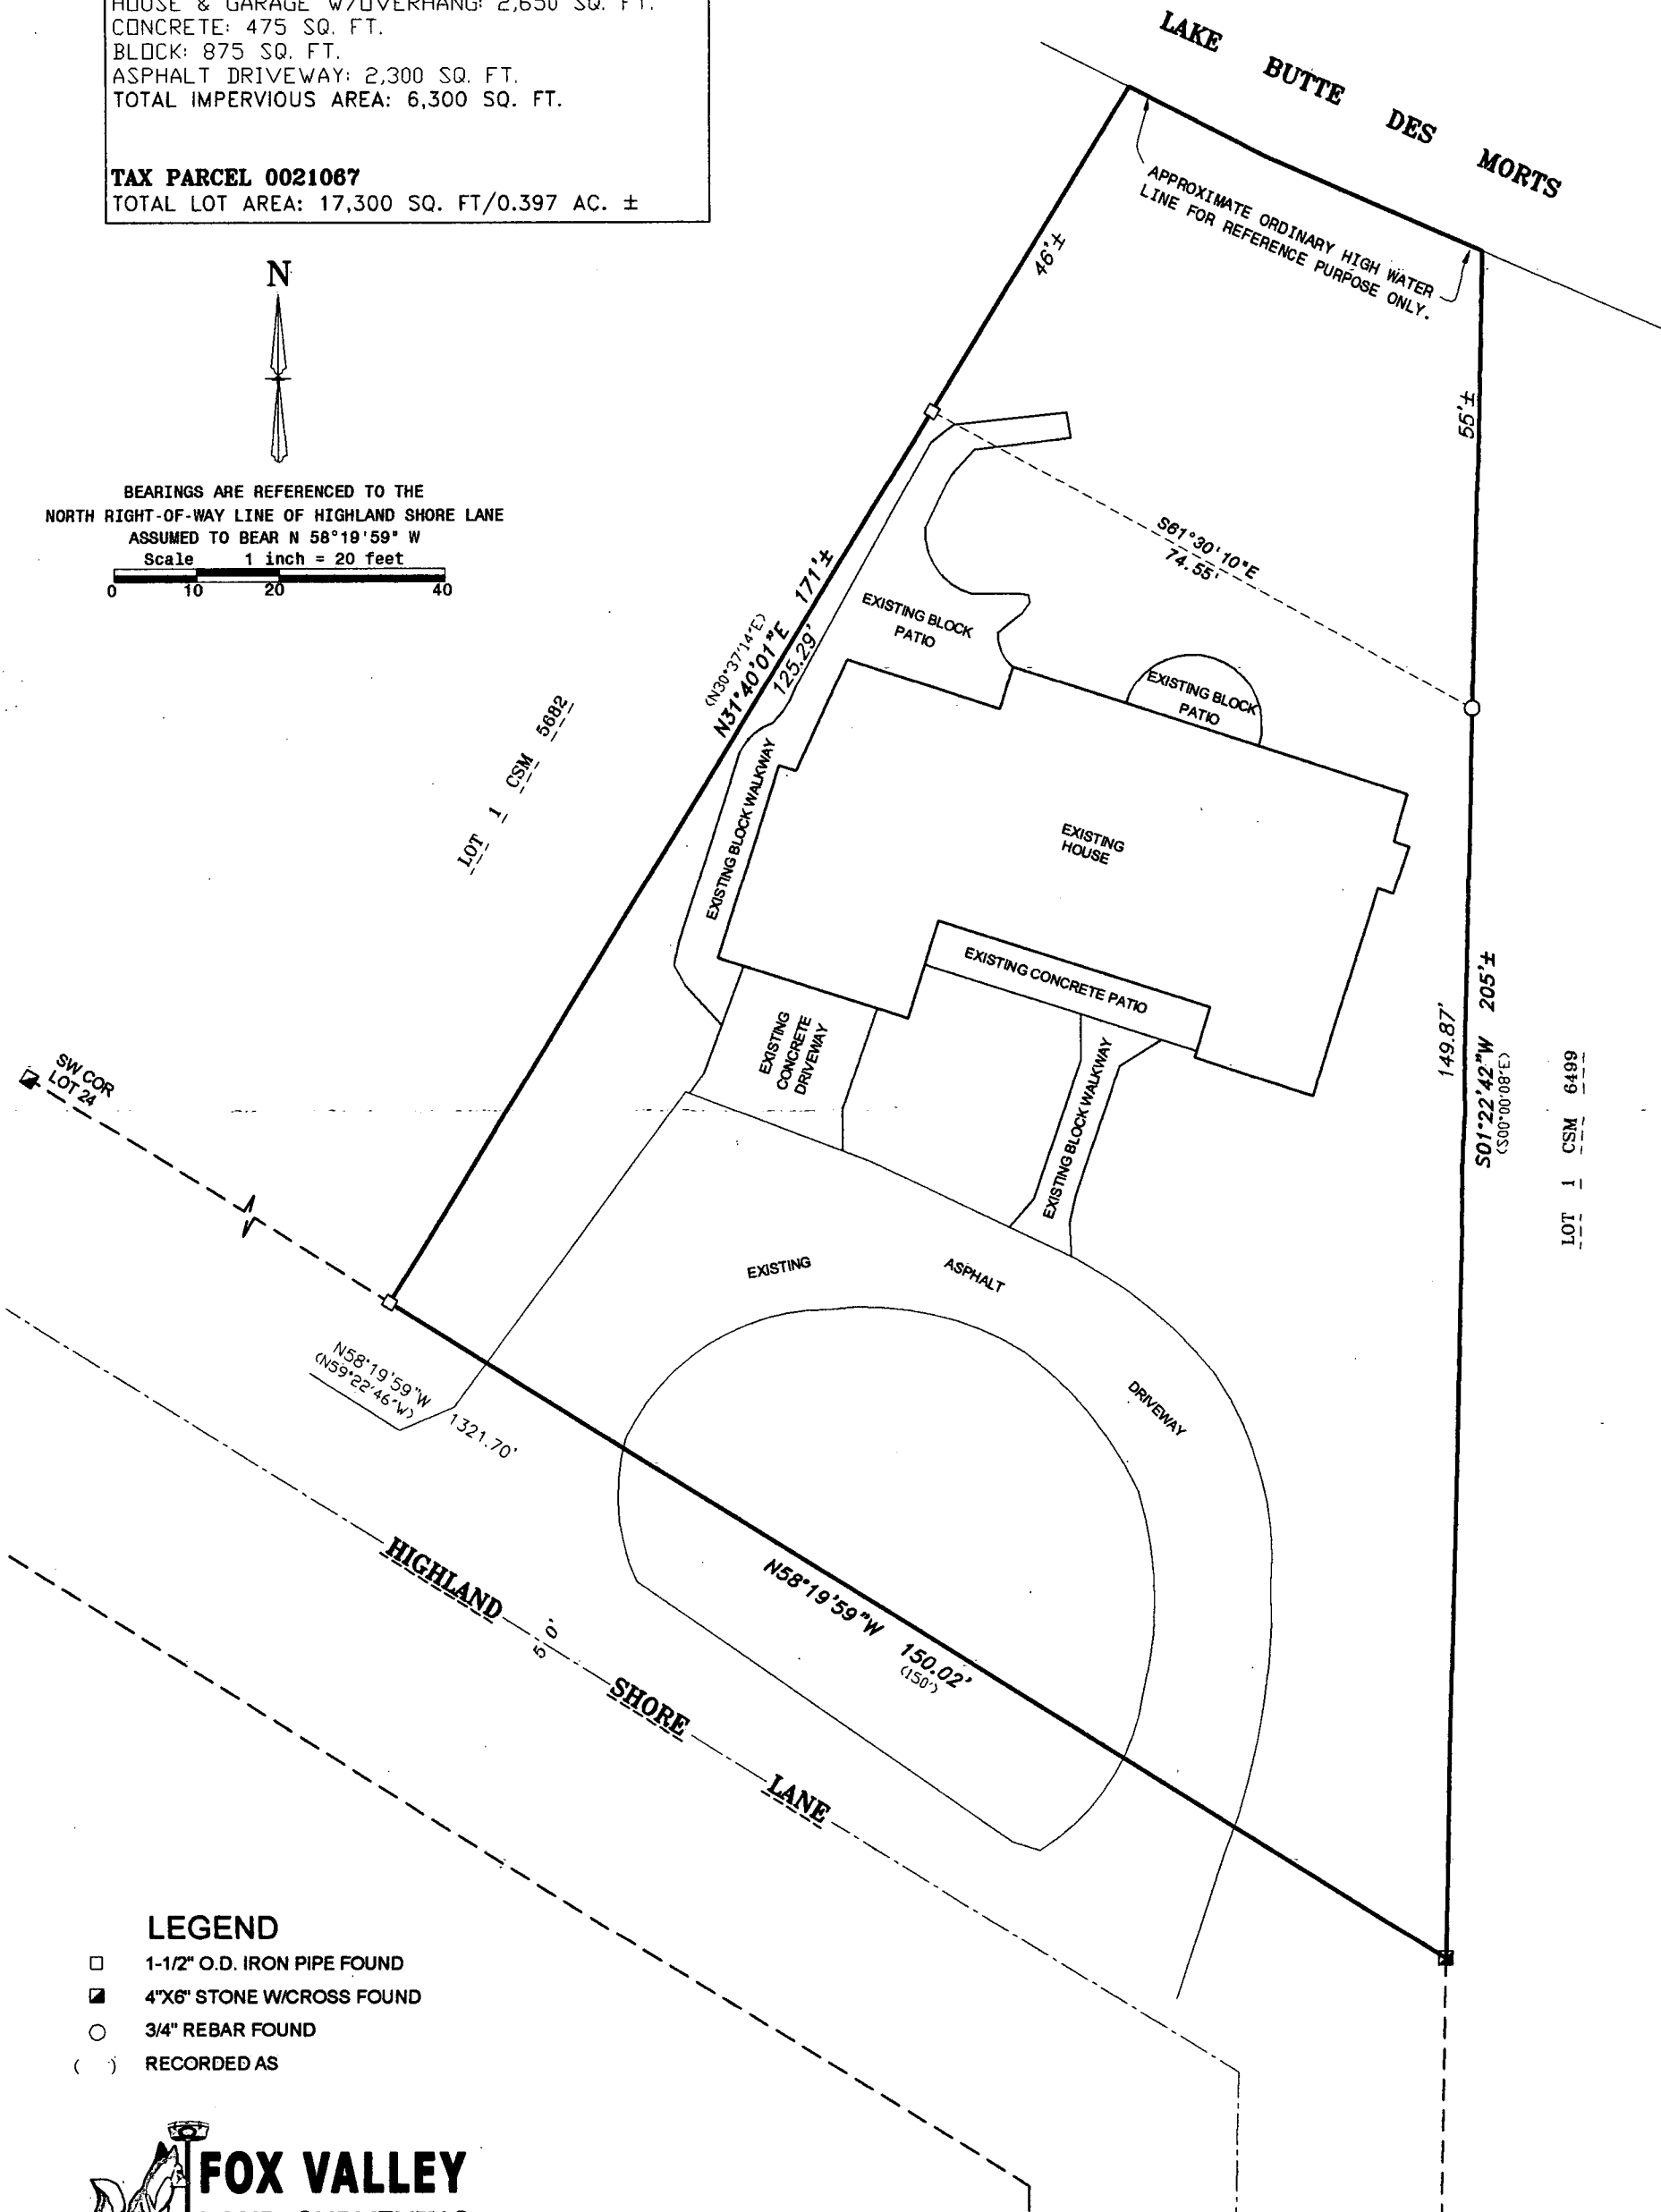 HOUSE & GARAGE W/OVERHANG: 2,650 SQ. FT.
CONCRETE: 475 SQ. FT.
BLOCK: 875 SQ. FT.
ASPHALT DRIVEWAY: 2,300 SQ. FT.
TOTAL IMPERVIOUS AREA: 6,300 SQ. FT.
TAX PARCEL 0021067
TOTAL LOT AREA: 17,300 SQ. FT/0.397 AC. ±
LAKE BUTTE DES MORTS
APPROXIMATE ORDINARY HIGH WATER
LINE FOR REFERENCE PURPOSE ONLY.
N
BEARINGS ARE REFERENCED TO THE
NORTH RIGHT-OF-WAY LINE OF HIGHLAND SHORE LANE
ASSUMED TO BEAR N 58°19'59" W
Scale 1 inch = 20 feet
0 10 20 40
46'±
55'±
S61°30'10"E
74.55'
(N30°37'14"E)
N31°40'01"E 171'±
125.29'
EXISTING BLOCK
PATIO
EXISTING BLOCK
PATIO
LOT 1 CSM 5682
EXISTING BLOCK WALKWAY
EXISTING
HOUSE
EXISTING CONCRETE PATIO
EXISTING
CONCRETE
DRIVEWAY
EXISTING BLOCK WALKWAY
149.87'
S01°22'42"W 205'±
(S00°00'08"E)
LOT 1 CSM 6499
SW COR
LOT 24
EXISTING ASPHALT DRIVEWAY
N58°19'59"W 1321.70'
(N59°22'46"W)
N58°19'59"W 150.02'
(150')
HIGHLAND SHORE LANE
50'
LEGEND
1-1/2" O.D. IRON PIPE FOUND
4"X6" STONE W/CROSS FOUND
3/4" REBAR FOUND
( ) RECORDED AS
FOX VALLEY